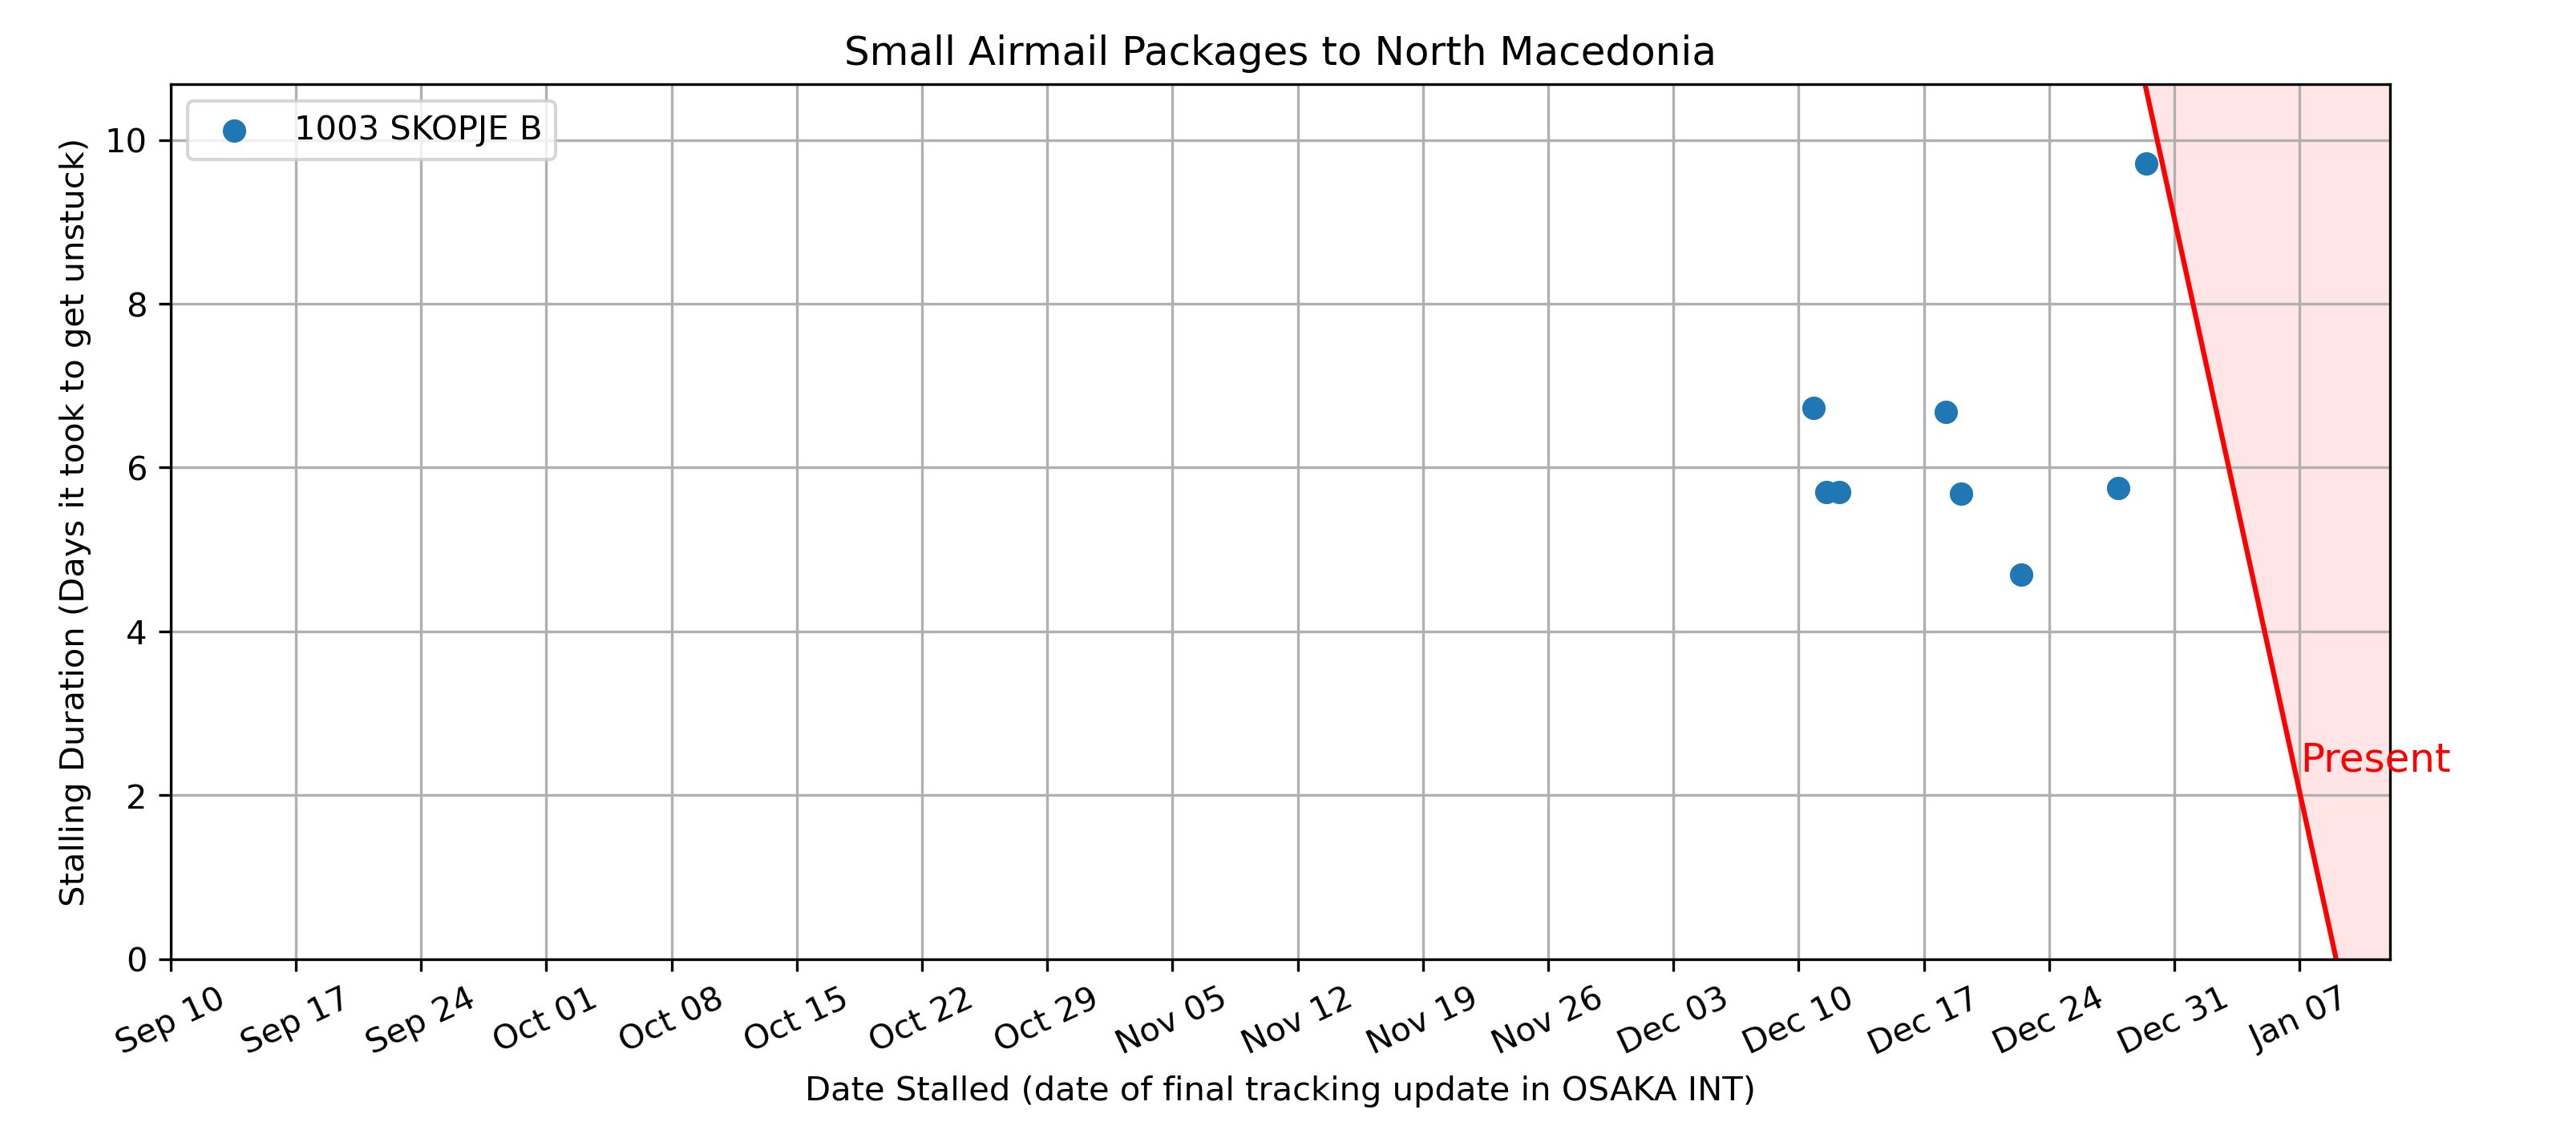 Small Airmail Packages to North Macedonia
1003 SKOPJE B
Stalling Duration (Days it took to get unstuck)
10
8
6
4
2
0
Present
Sep 10
Sep 17
Sep 24
Oct 01
Oct 08
Oct 15
Oct 22
Oct 29
Nov 05
Nov 12
Nov 19
Nov 26
Dec 03
Dec 10
Dec 17
Dec 24
Dec 31
Jan 07
Date Stalled (date of final tracking update in OSAKA INT)